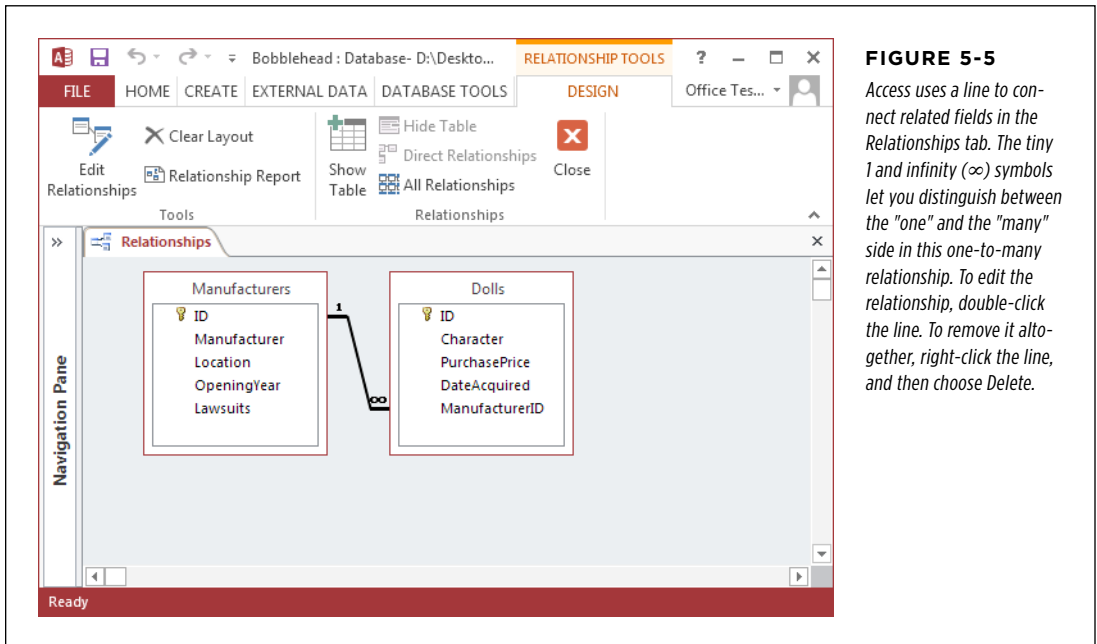 Bobblehead : Database- D:\Deskto...
RELATIONSHIP TOOLS
?
FILE
HOME
CREATE
EXTERNAL DATA
DATABASE TOOLS
DESIGN
Office Tes...
Edit
Relationships
Clear Layout
Relationship Report
Tools
Show
Table
Hide Table
Direct Relationships
All Relationships
Relationships
Close
»
Relationships
Navigation Pane
Manufacturers
ID
Manufacturer
Location
OpeningYear
Lawsuits
1
∞
Dolls
ID
Character
PurchasePrice
DateAcquired
ManufacturerID
Ready
FIGURE 5-5
Access uses a line to con-
nect related fields in the
Relationships tab. The tiny
1 and infinity (∞) symbols
let you distinguish between
the "one" and the "many"
side in this one-to-many
relationship. To edit the
relationship, double-click
the line. To remove it alto-
gether, right-click the line,
and then choose Delete.